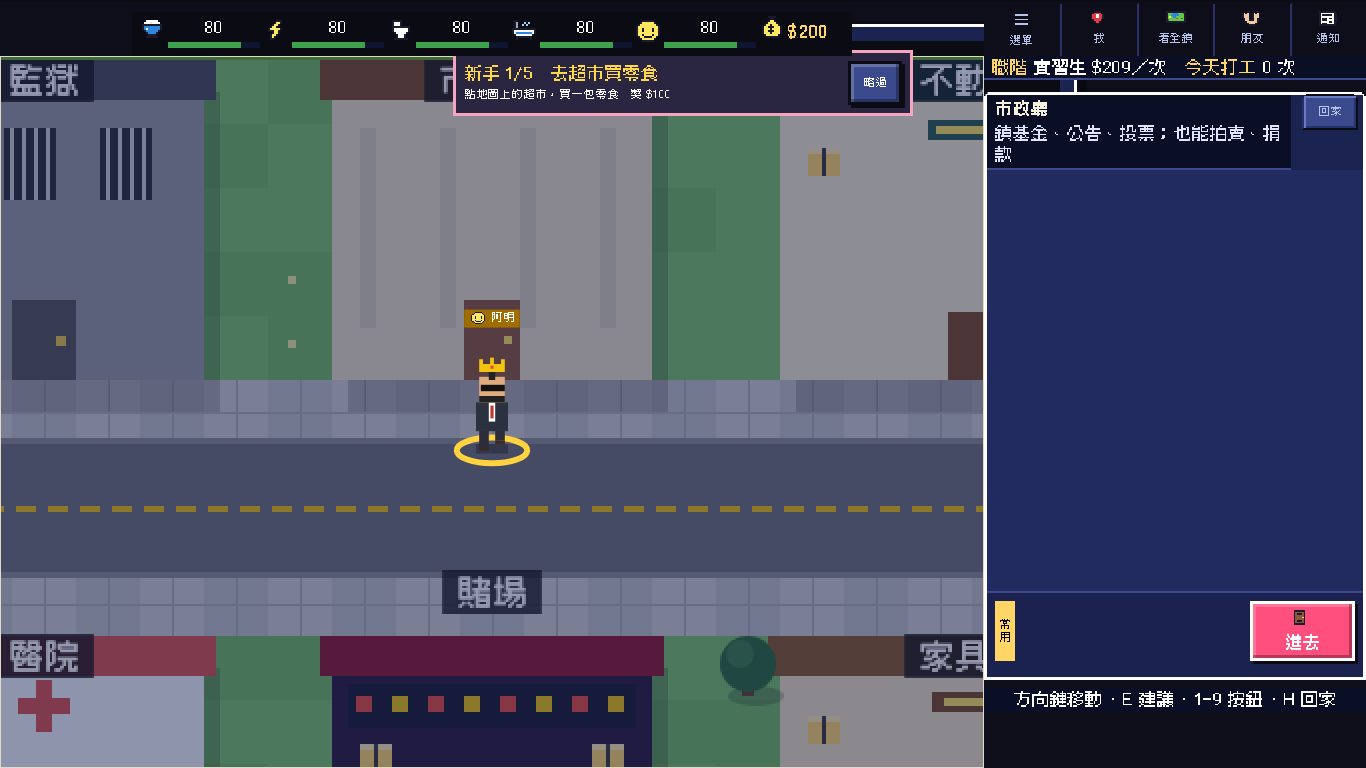 80
80
80
80
80
$200
選單
我
看全鎮
朋友
通知
職階 實習生 $209／次 今天打工 0 次
新手 1/5 去超市買零食
點地圖上的超市，買一包零食 獎 $100
略過
監獄
不動
市政廳
鎮基金、公告、投票；也能拍賣、捐
款
回家
阿明
賭場
醫院
家具
常用
進去
方向鍵移動 · E 建議 · 1-9 按鈕 · H 回家